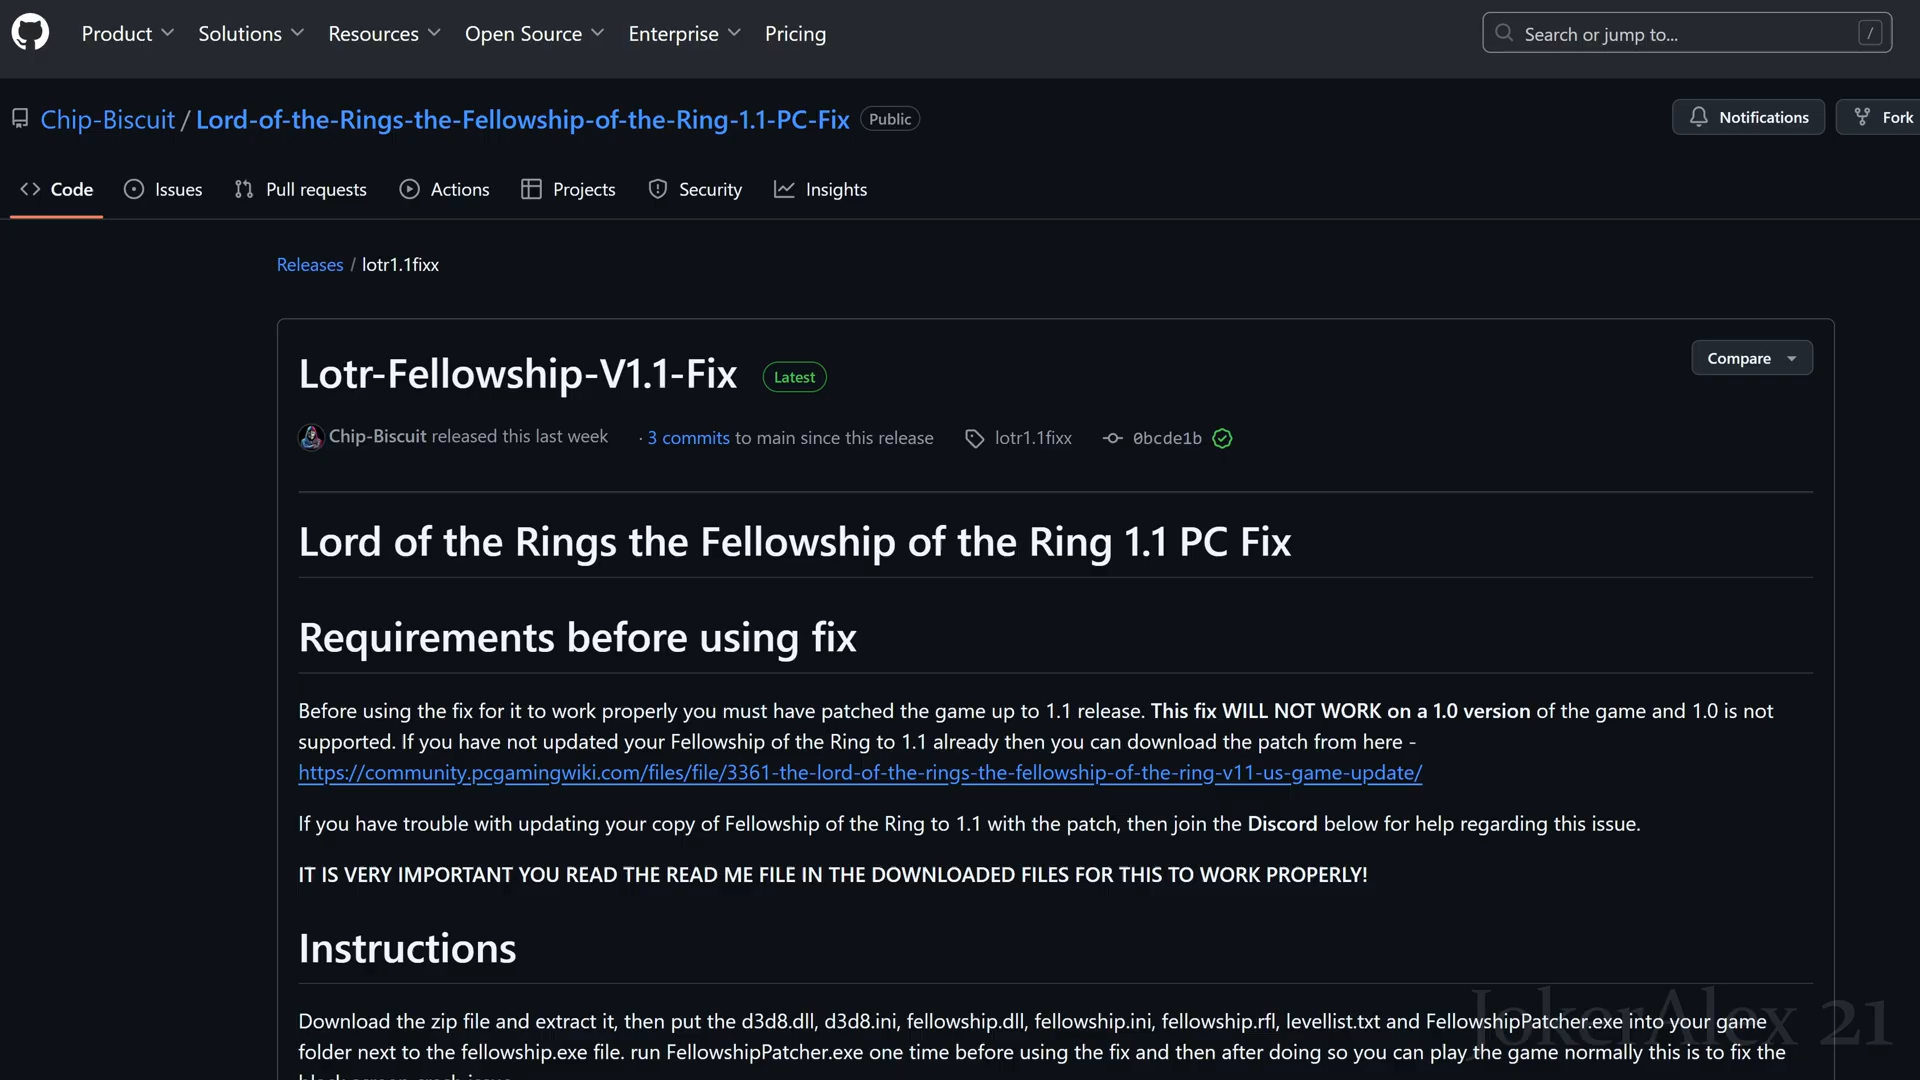 Product Solutions Resources Open Source Enterprise Pricing Search or jump to... /
Chip-Biscuit / Lord-of-the-Rings-the-Fellowship-of-the-Ring-1.1-PC-Fix Public Notifications Fork
Code Issues Pull requests Actions Projects Security Insights
Releases / lotr1.1fixx
Lotr-Fellowship-V1.1-Fix Latest Compare
Chip-Biscuit released this last week · 3 commits to main since this release lotr1.1fixx 0bcde1b
Lord of the Rings the Fellowship of the Ring 1.1 PC Fix
Requirements before using fix
Before using the fix for it to work properly you must have patched the game up to 1.1 release. This fix WILL NOT WORK on a 1.0 version of the game and 1.0 is not
supported. If you have not updated your Fellowship of the Ring to 1.1 already then you can download the patch from here -
https://community.pcgamingwiki.com/files/file/3361-the-lord-of-the-rings-the-fellowship-of-the-ring-v11-us-game-update/
If you have trouble with updating your copy of Fellowship of the Ring to 1.1 with the patch, then join the Discord below for help regarding this issue.
IT IS VERY IMPORTANT YOU READ THE READ ME FILE IN THE DOWNLOADED FILES FOR THIS TO WORK PROPERLY!
Instructions
Download the zip file and extract it, then put the d3d8.dll, d3d8.ini, fellowship.dll, fellowship.ini, fellowship.rfl, levellist.txt and FellowshipPatcher.exe into your game
folder next to the fellowship.exe file. run FellowshipPatcher.exe one time before using the fix and then after doing so you can play the game normally this is to fix the
JokerAlex 21